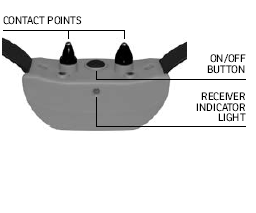 CONTACT POINTS
ON/OFF
BUTTON
RECEIVER
INDICATOR
LIGHT